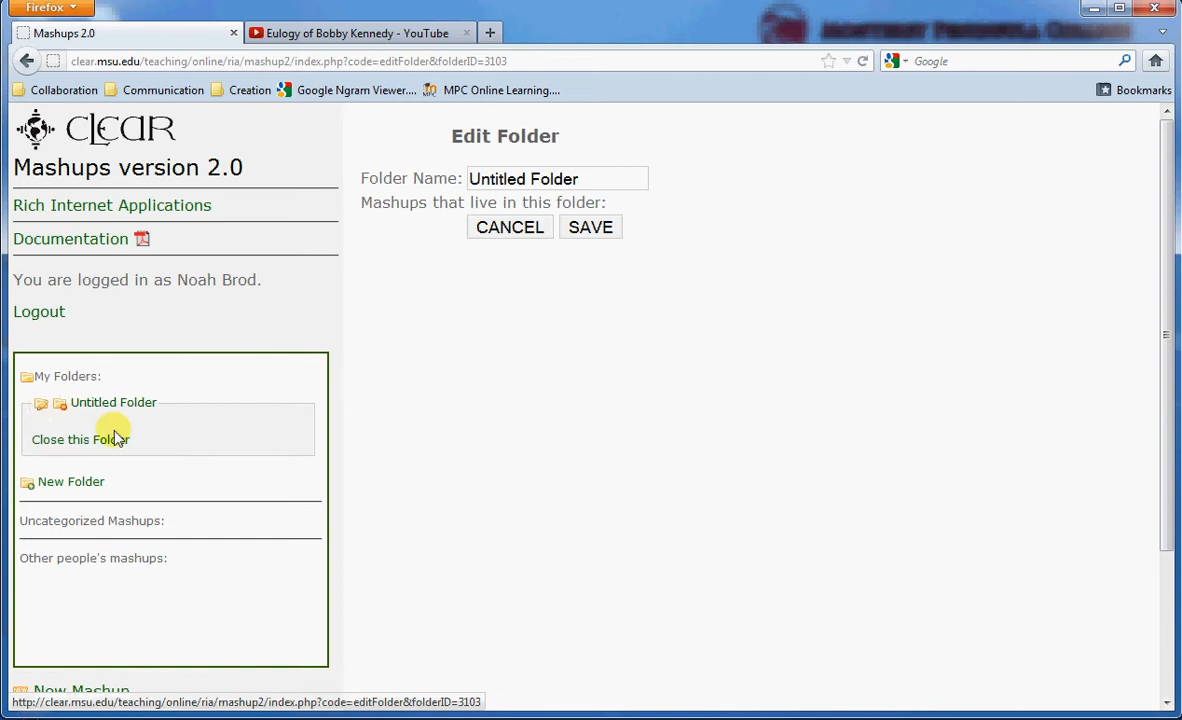 Firefox
Mashups 2.0
Eulogy of Bobby Kennedy - YouTube
clear.msu.edu/teaching/online/ria/mashup2/index.php?code=editFolder&folderID=3103
Google
Collaboration
Communication
Creation
Google Ngram Viewer....
MPC Online Learning....
Bookmarks
CLEAR
Mashups version 2.0
Rich Internet Applications
Documentation
You are logged in as Noah Brod.
Logout
My Folders:
Untitled Folder
Close this Folder
New Folder
Uncategorized Mashups:
Other people's mashups:
New Mashup
Edit Folder
Folder Name: Untitled Folder
Mashups that live in this folder:
CANCEL SAVE
http://clear.msu.edu/teaching/online/ria/mashup2/index.php?code=editFolder&folderID=3103